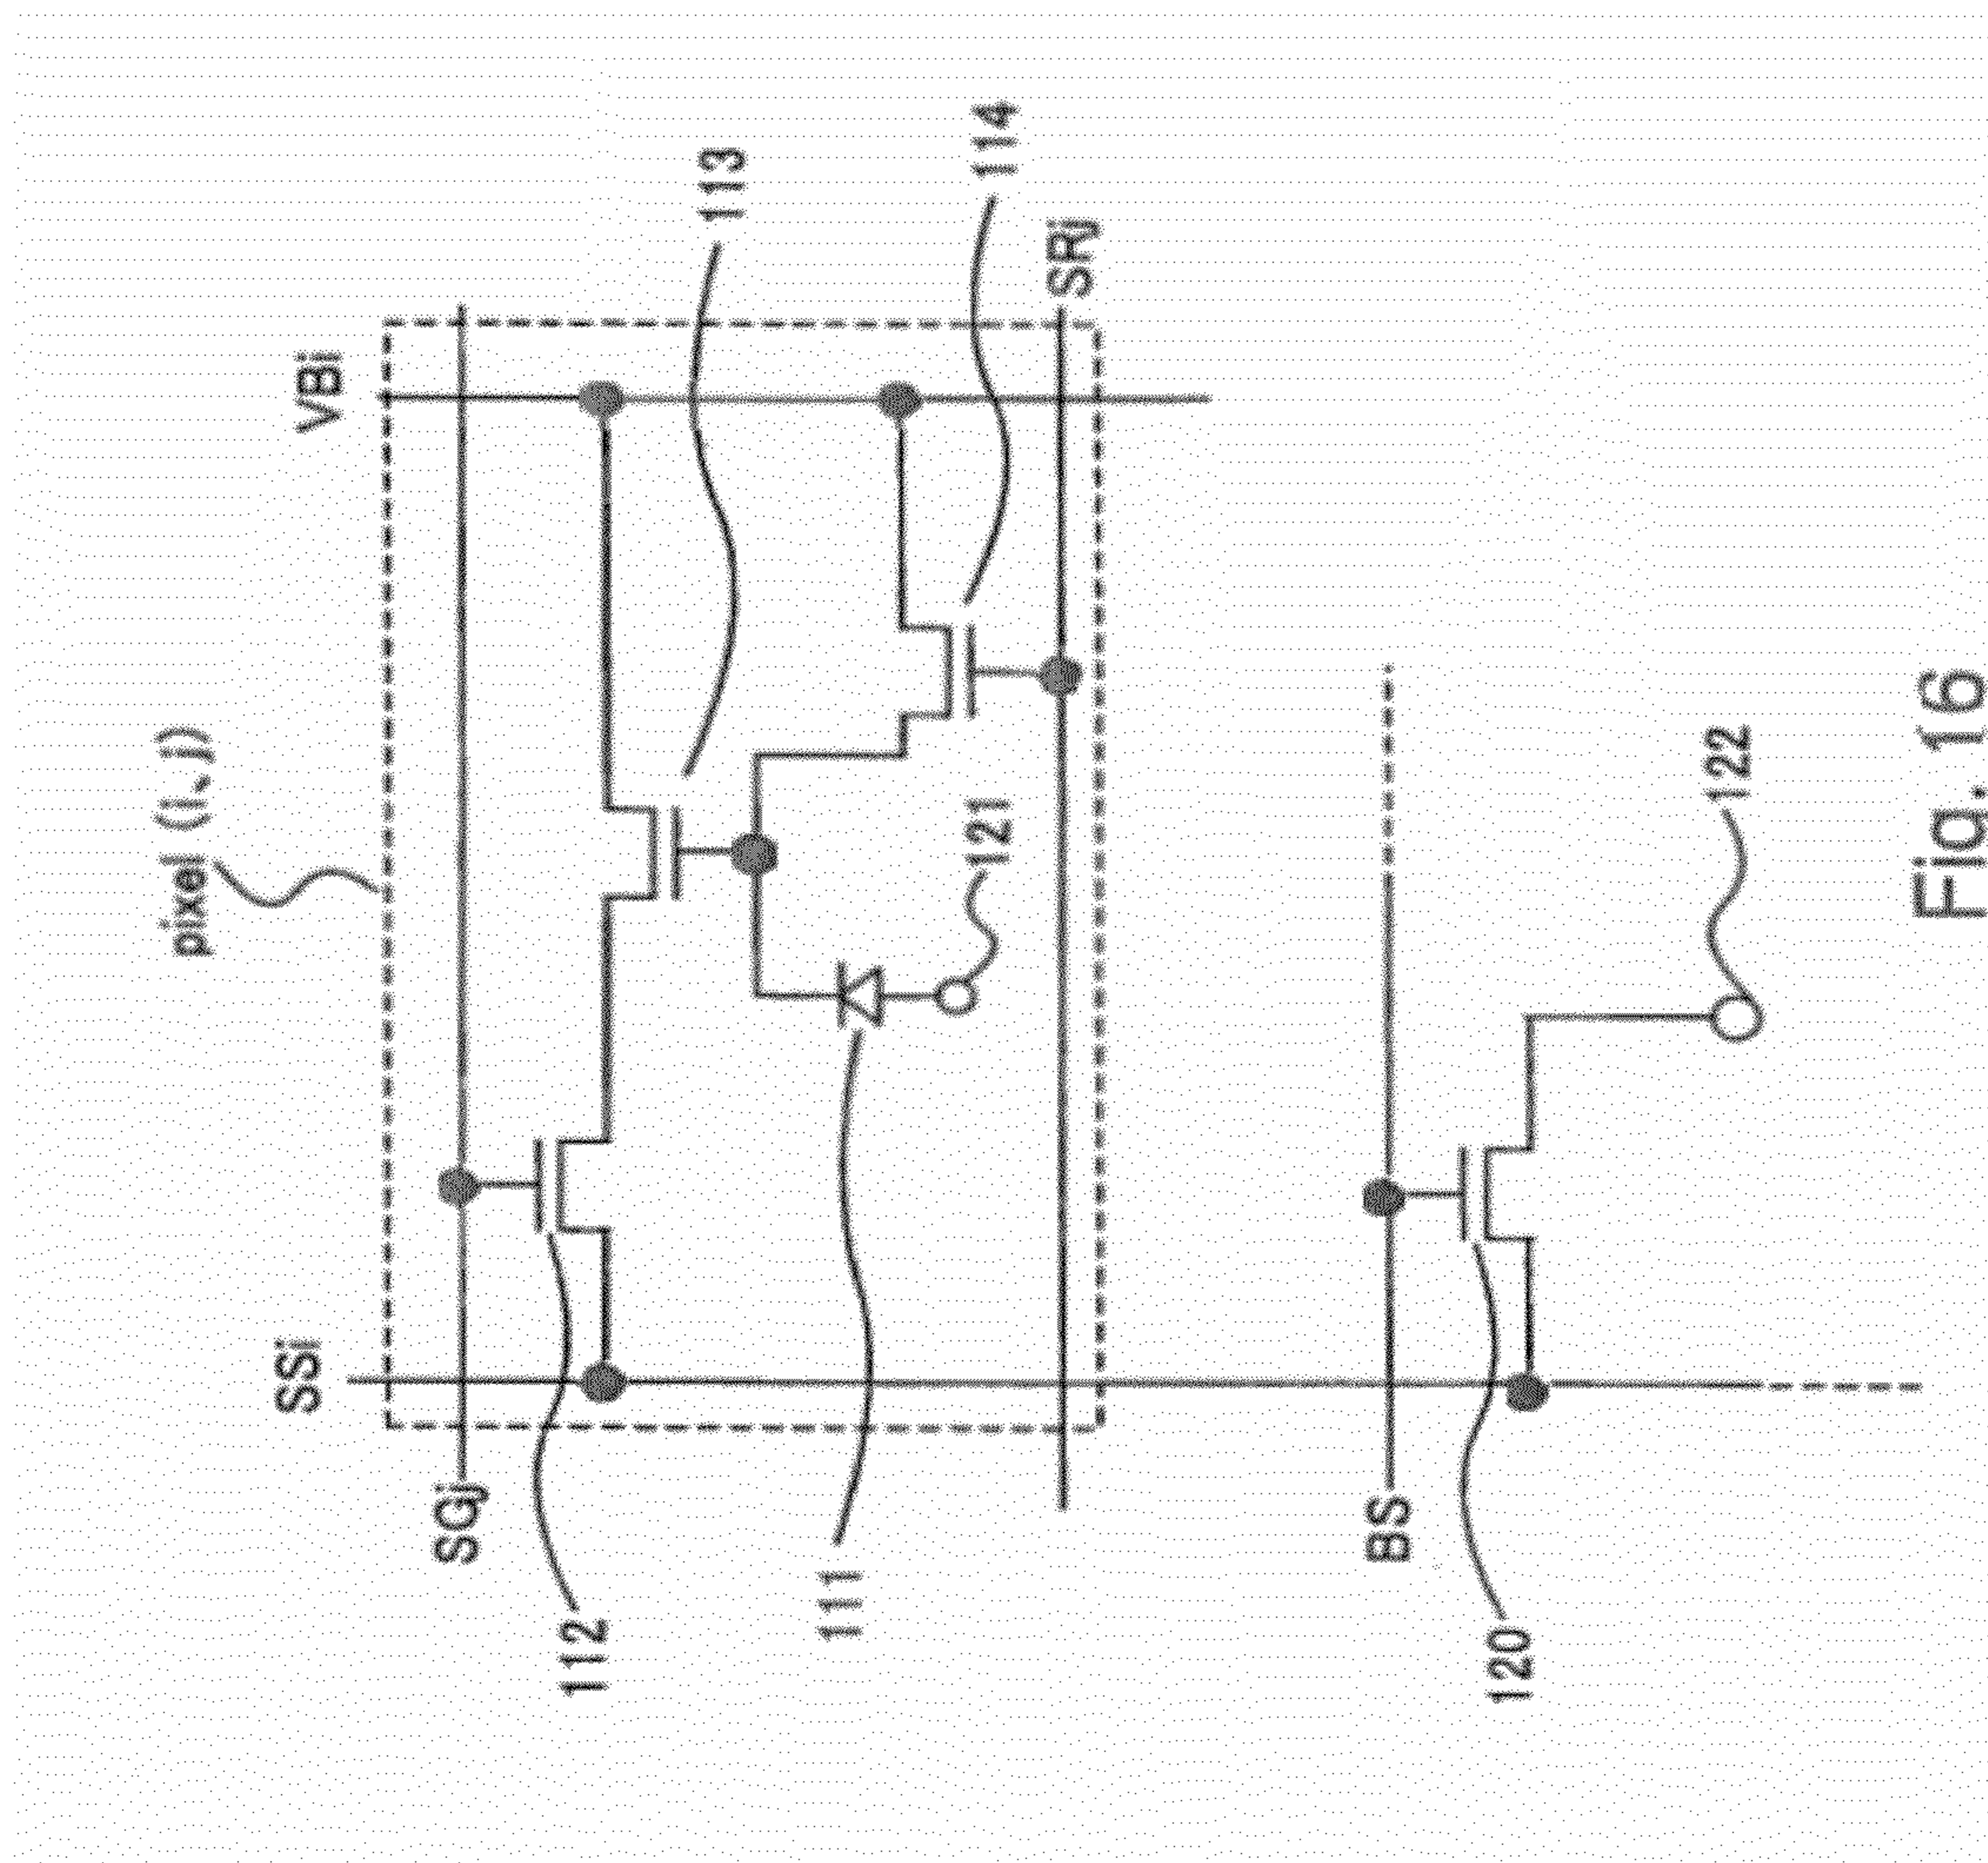 pixel (i, j)
SSi
VBi
SGj
112
113
114
111
121
SRj
BS
120
122
Fig. 16